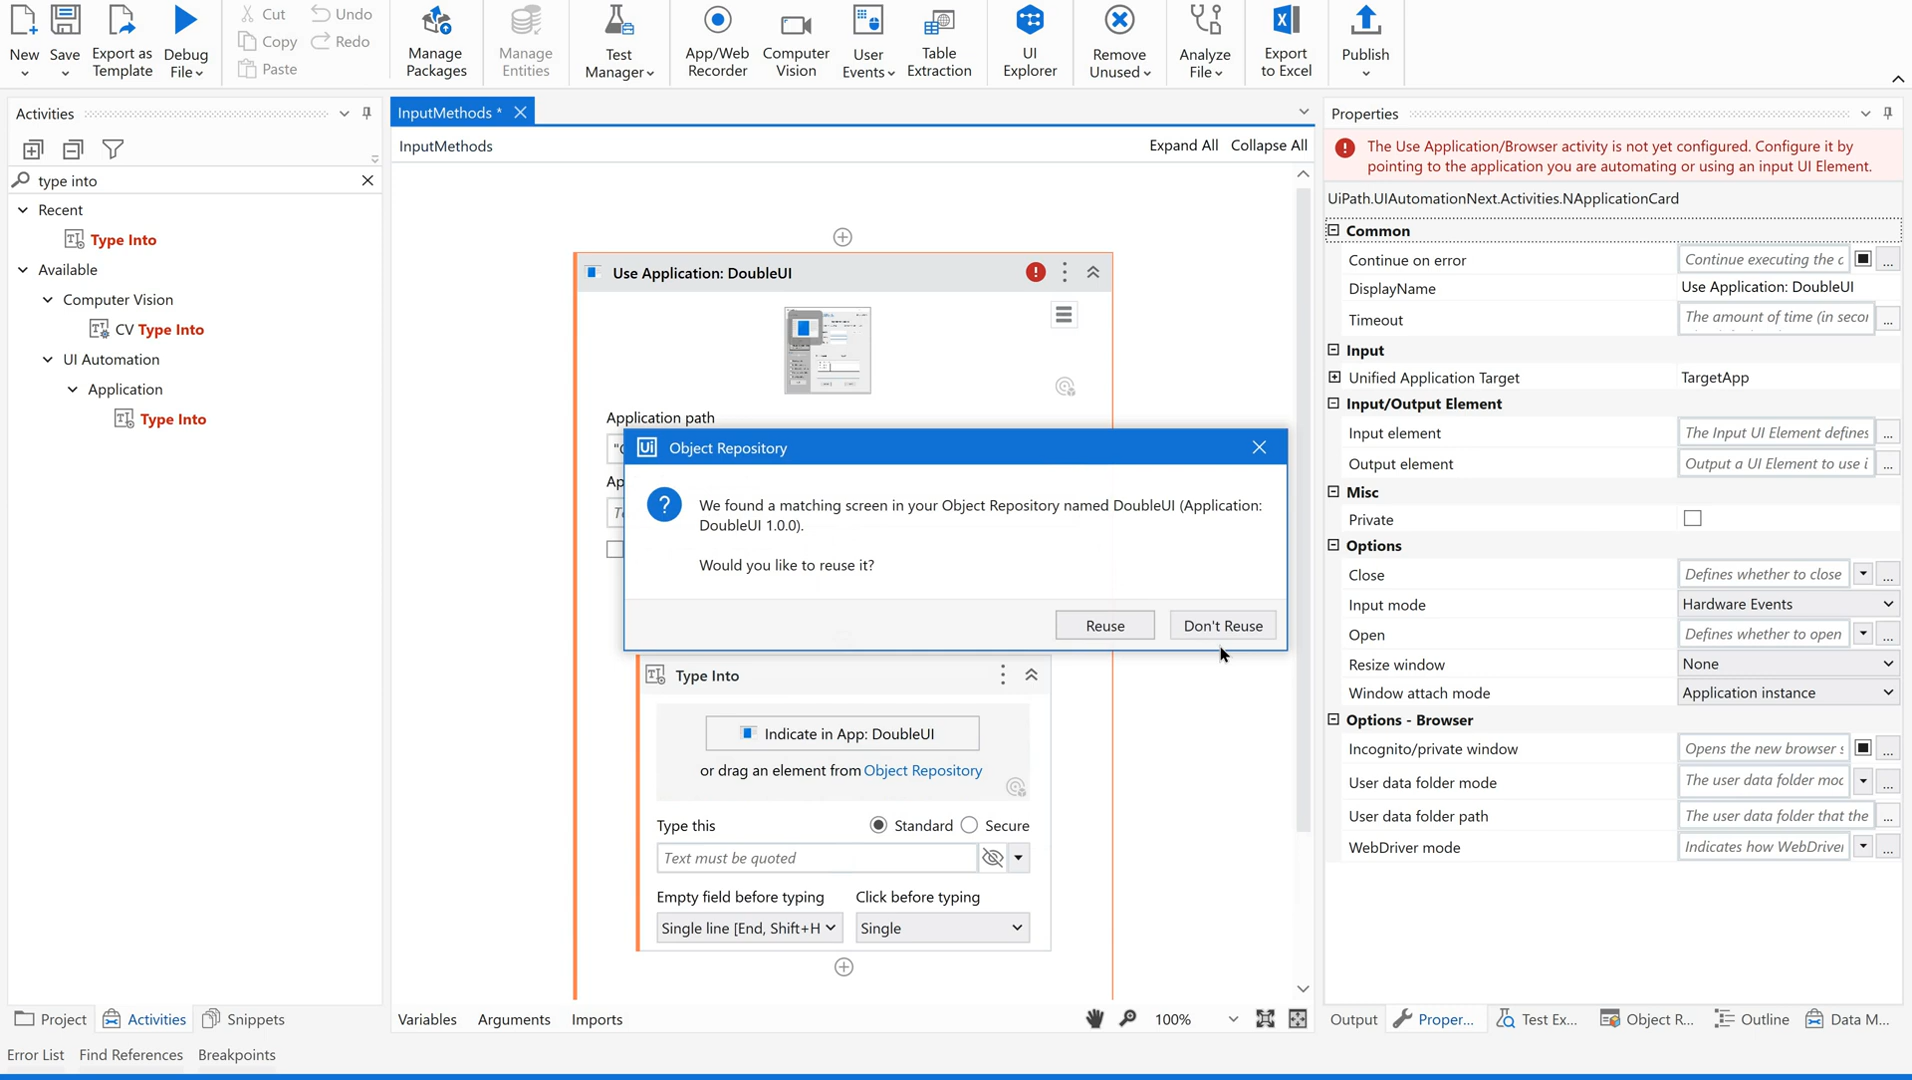 New
Save
Export as
Template
Debug
File
Cut
Copy
Paste
Undo
Redo
Manage
Packages
Manage
Entities
Test
Manager
App/Web
Recorder
Computer
Vision
User
Events
Table
Extraction
UI
Explorer
Remove
Unused
Analyze
File
Export
to Excel
Publish
Activities
type into
Recent
Type Into
Available
Computer Vision
CV Type Into
UI Automation
Application
Type Into
InputMethods *
InputMethods
Expand All
Collapse All
Use Application: DoubleUI
Application path
Object Repository
We found a matching screen in your Object Repository named DoubleUI (Application:
DoubleUI 1.0.0).
Would you like to reuse it?
Reuse
Don't Reuse
Type Into
Indicate in App: DoubleUI
or drag an element from Object Repository
Type this
Standard
Secure
Text must be quoted
Empty field before typing
Click before typing
Single line [End, Shift+H
Single
Properties
The Use Application/Browser activity is not yet configured. Configure it by
pointing to the application you are automating or using an input UI Element.
UiPath.UIAutomationNext.Activities.NApplicationCard
Common
Continue on error
Continue executing the c
DisplayName
Use Application: DoubleUI
Timeout
The amount of time (in secor
Input
Unified Application Target
TargetApp
Input/Output Element
Input element
The Input UI Element defines
Output element
Output a UI Element to use i
Misc
Private
Options
Close
Defines whether to close
Input mode
Hardware Events
Open
Defines whether to open
Resize window
None
Window attach mode
Application instance
Options - Browser
Incognito/private window
Opens the new browser s
User data folder mode
The user data folder moc
User data folder path
The user data folder that the
WebDriver mode
Indicates how WebDriver
Project
Activities
Snippets
Variables
Arguments
Imports
100%
Output
Proper...
Test Ex...
Object R...
Outline
Data M...
Error List
Find References
Breakpoints